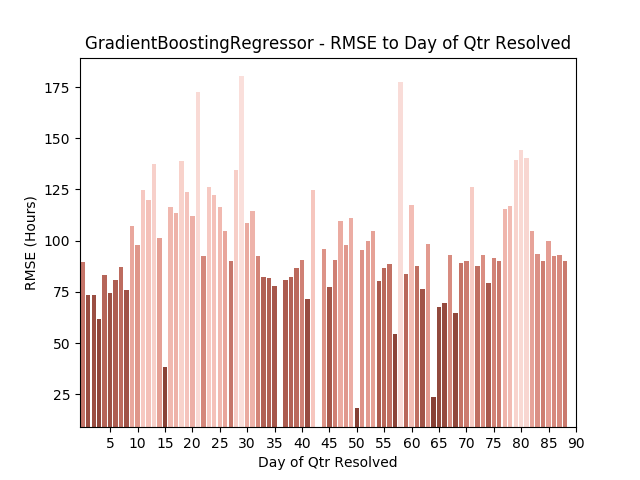 GradientBoostingRegressor - RMSE to Day of Qtr Resolved
RMSE (Hours)
175
150
125
100
75
50
25
5 10 15 20 25 30 35 40 45 50 55 60 65 70 75 80 85 90
Day of Qtr Resolved